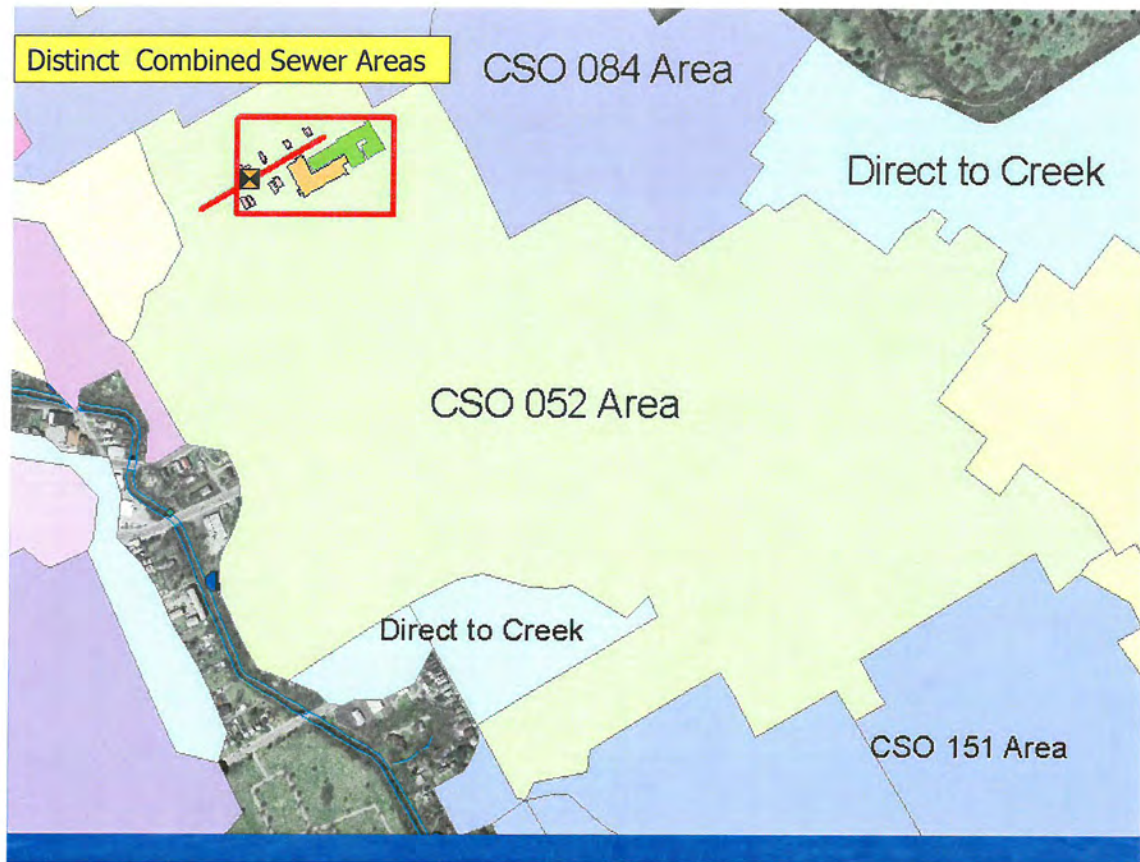 Distinct Combined Sewer Areas
CSO 084 Area
Direct to Creek
CSO 052 Area
Direct to Creek
CSO 151 Area